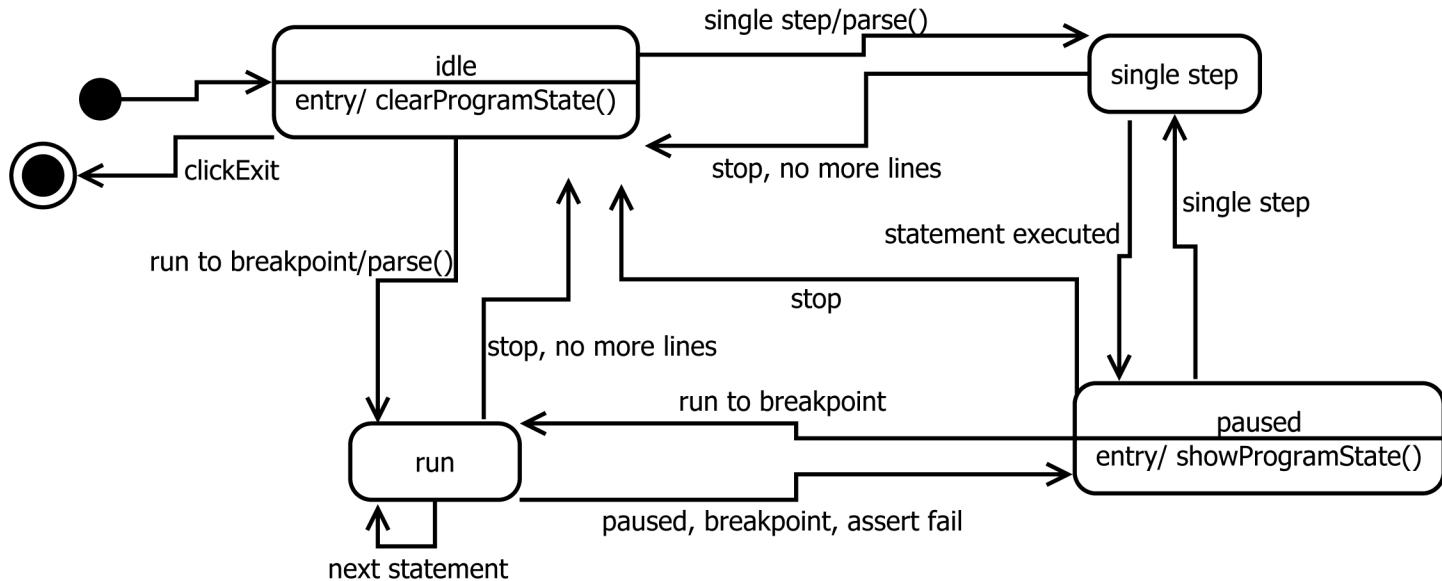 single step/parse()
idle
single step
entry/ clearProgramState()
clickExit
stop, no more lines
single step
statement executed
run to breakpoint/parse()
stop
stop, no more lines
run to breakpoint
paused
run
entry/ showProgramState()
paused, breakpoint, assert fail
next statement